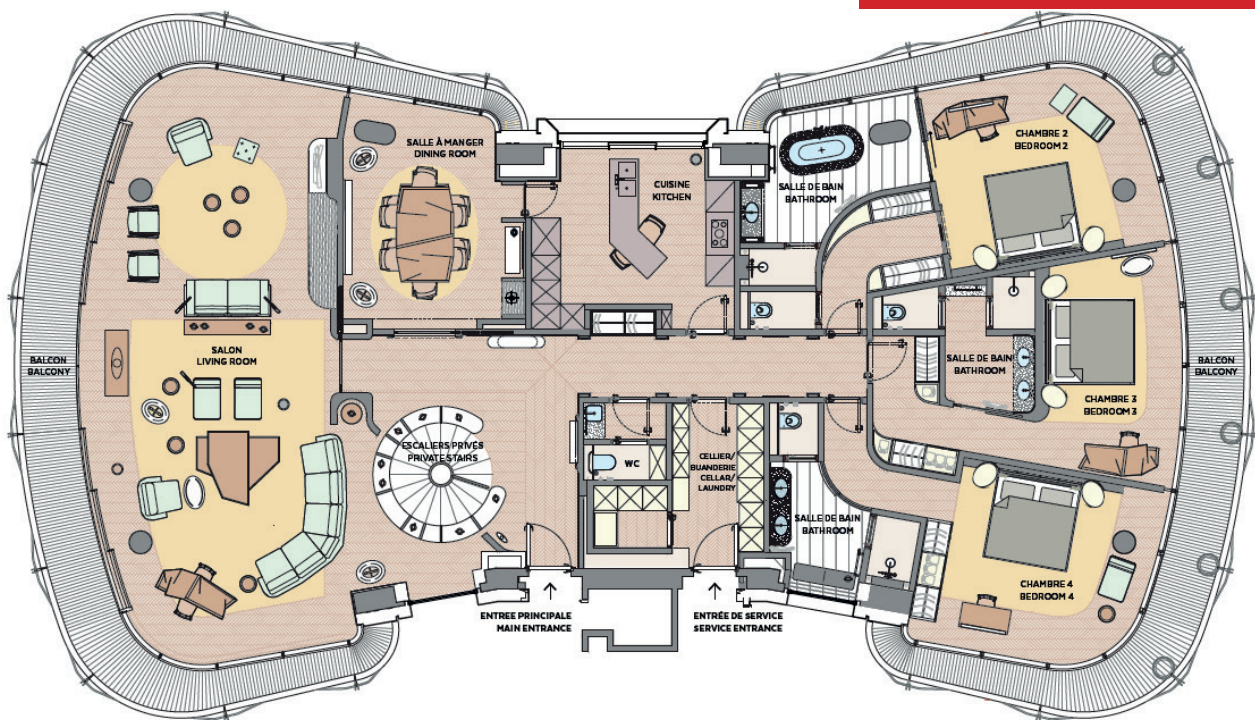 SALLE À MANGER
DINING ROOM
CUISINE
KITCHEN
SALLE DE BAIN
BATHROOM
CHAMBRE 2
BEDROOM 2
SALON
LIVING ROOM
BALCON
BALCONY
SALLE DE BAIN
BATHROOM
CHAMBRE 3
BEDROOM 3
BALCON
BALCONY
ESCALIERS PRIVÉS
PRIVATE STAIRS
WC
CELLIER/
BUANDERIE
CELLAR/
LAUNDRY
SALLE DE BAIN
BATHROOM
CHAMBRE 4
BEDROOM 4
ENTREE PRINCIPALE
MAIN ENTRANCE
ENTRÉE DE SERVICE
SERVICE ENTRANCE